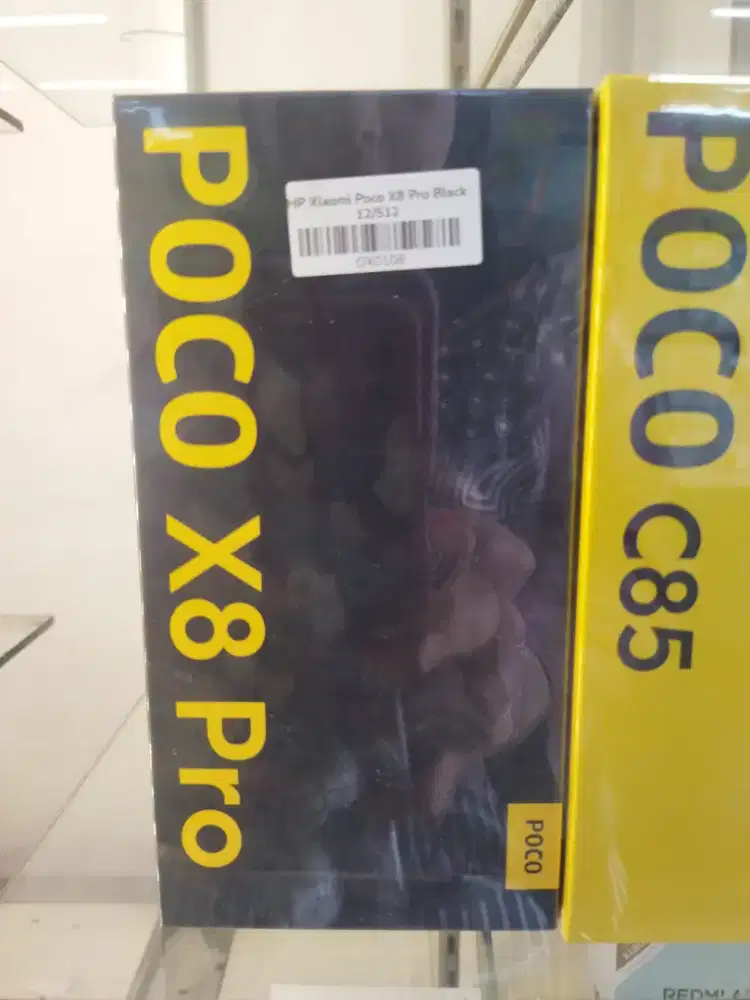 POCO X8 Pro
HP Xiaomi Poco X8 Pro Black
12/512
POCO
POCO C85